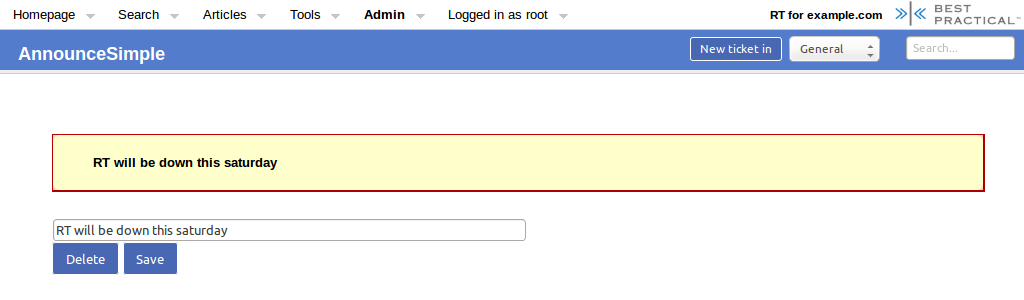 Homepage Search Articles Tools Admin Logged in as root RT for example.com BEST PRACTICAL™
AnnounceSimple New ticket in General Search...
RT will be down this saturday
RT will be down this saturday
Delete Save